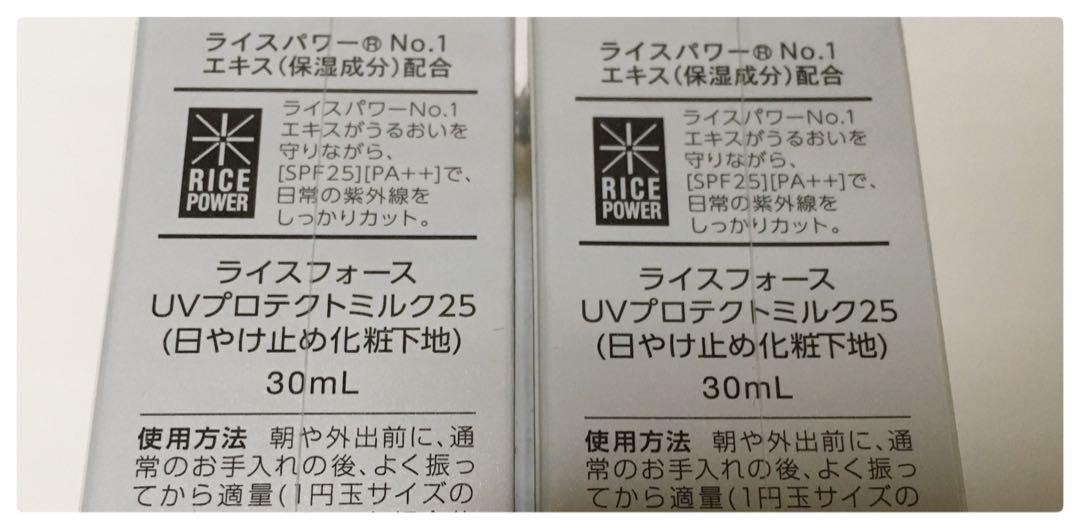 ライスパワー® No.1
エキス(保湿成分)配合
RICE
POWER
ライスパワーNo.1
エキスがうるおいを
守りながら、
[SPF25][PA++]で、
日常の紫外線を
しっかりカット。
ライスフォース
UVプロテクトミルク25
(日やけ止め化粧下地)
30mL
使用方法 朝や外出前に、通
常のお手入れの後、よく振っ
てから適量(1円玉サイズの
ライスパワー® No.1
エキス(保湿成分)配合
RICE
POWER
ライスパワーNo.1
エキスがうるおいを
守りながら、
[SPF25][PA++]で、
日常の紫外線を
しっかりカット。
ライスフォース
UVプロテクトミルク25
(日やけ止め化粧下地)
30mL
使用方法 朝や外出前に、通
常のお手入れの後、よく振っ
てから適量(1円玉サイズの